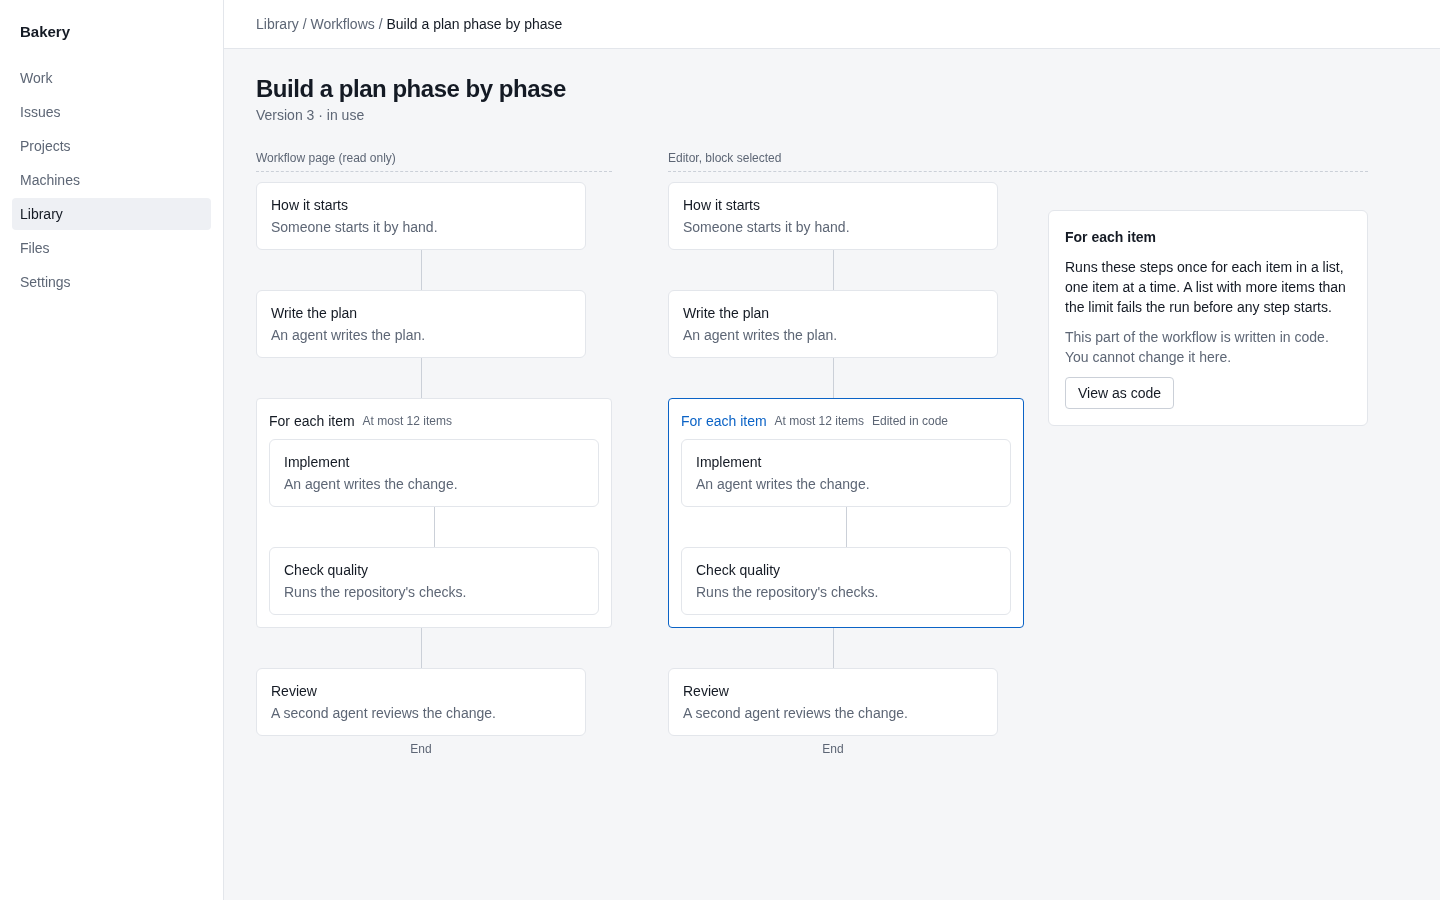 Bakery
Work
Issues
Projects
Machines
Library
Files
Settings
Library / Workflows / Build a plan phase by phase
Build a plan phase by phase
Version 3 · in use
Workflow page (read only)
How it starts
Someone starts it by hand.
Write the plan
An agent writes the plan.
For each item At most 12 items
Implement
An agent writes the change.
Check quality
Runs the repository's checks.
Review
A second agent reviews the change.
End
Editor, block selected
How it starts
Someone starts it by hand.
Write the plan
An agent writes the plan.
For each item At most 12 items Edited in code
Implement
An agent writes the change.
Check quality
Runs the repository's checks.
Review
A second agent reviews the change.
End
For each item
Runs these steps once for each item in a list,
one item at a time. A list with more items than
the limit fails the run before any step starts.
This part of the workflow is written in code.
You cannot change it here.
View as code